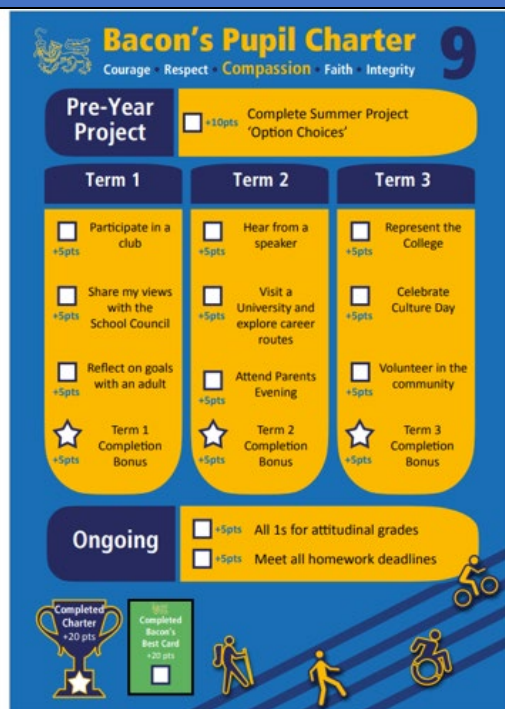 Bacon's Pupil Charter
9
Courage • Respect • Compassion • Faith • Integrity
Pre-Year
Project
+10pts
Complete Summer Project
'Option Choices'
Term 1
+5pts
Participate in a
club
+5pts
Share my views
with the
School Council
+5pts
Reflect on goals
with an adult
+5pts
Term 1
Completion
Bonus
Term 2
+5pts
Hear from a
speaker
+5pts
Visit a
University and
explore career
routes
+5pts
Attend Parents
Evening
+5pts
Term 2
Completion
Bonus
Term 3
+5pts
Represent the
College
+5pts
Celebrate
Culture Day
+5pts
Volunteer in the
community
+5pts
Term 3
Completion
Bonus
Ongoing
+5pts All 1s for attitudinal grades
+5pts Meet all homework deadlines
Completed
Charter
+20 pts
Completed
Bacon's
Best Card
+20 pts